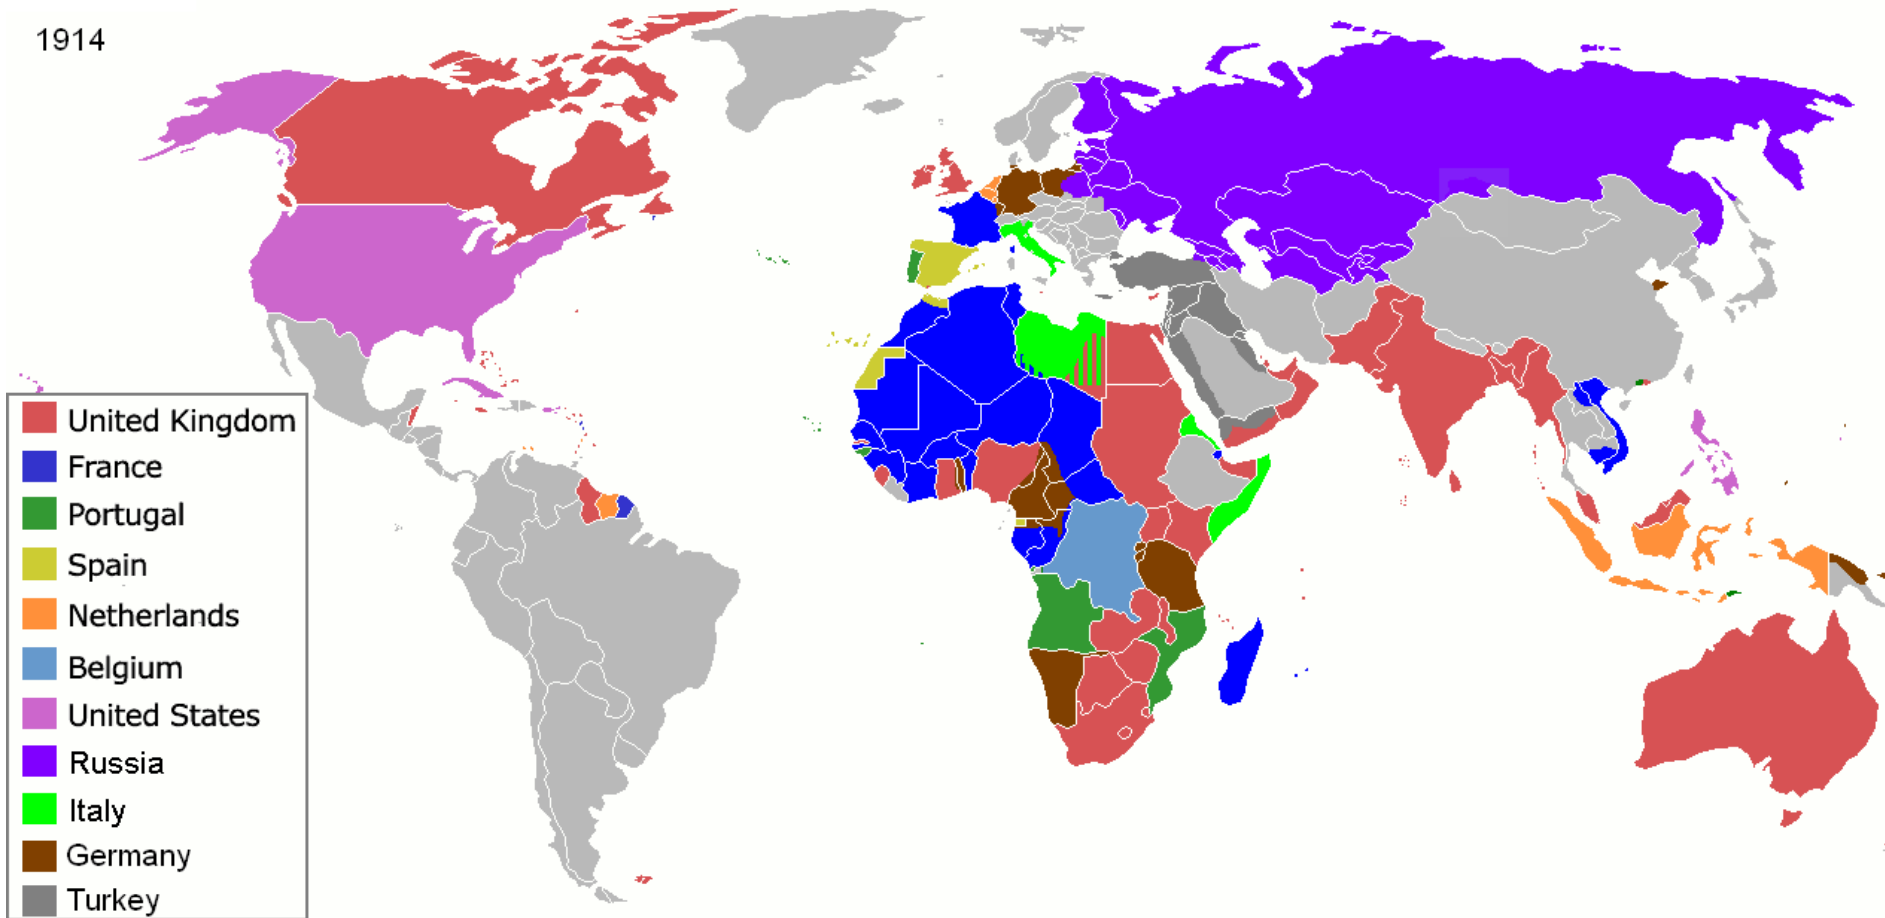 1914
United Kingdom
France
Portugal
Spain
Netherlands
Belgium
United States
Russia
Italy
Germany
Turkey